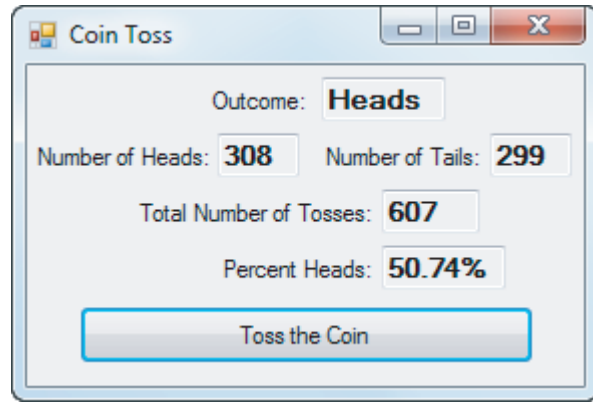 Coin Toss
Outcome: Heads
Number of Heads: 308 Number of Tails: 299
Total Number of Tosses: 607
Percent Heads: 50.74%
Toss the Coin